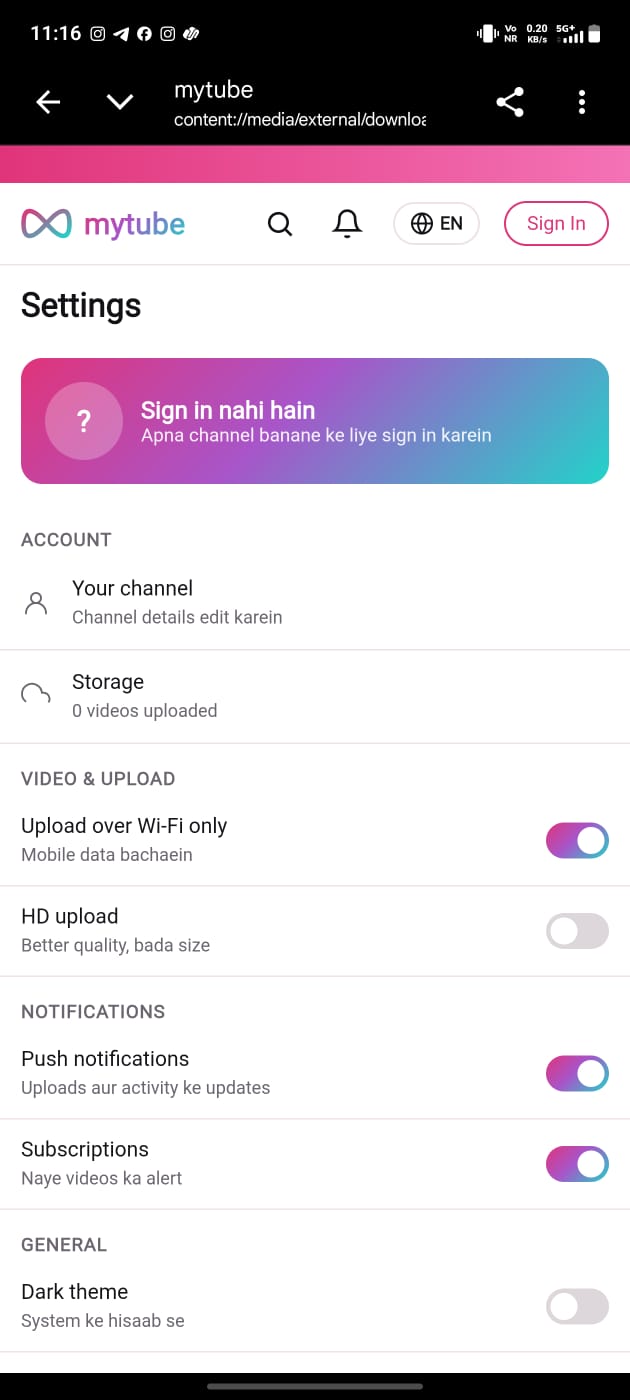 11:16
Vo NR 0.20 KB/s 5G+
mytube
content://media/external/downloa
mytube EN Sign In
Settings
?
Sign in nahi hain
Apna channel banane ke liye sign in karein
ACCOUNT
Your channel
Channel details edit karein
Storage
0 videos uploaded
VIDEO & UPLOAD
Upload over Wi-Fi only
Mobile data bachaein
HD upload
Better quality, bada size
NOTIFICATIONS
Push notifications
Uploads aur activity ke updates
Subscriptions
Naye videos ka alert
GENERAL
Dark theme
System ke hisaab se